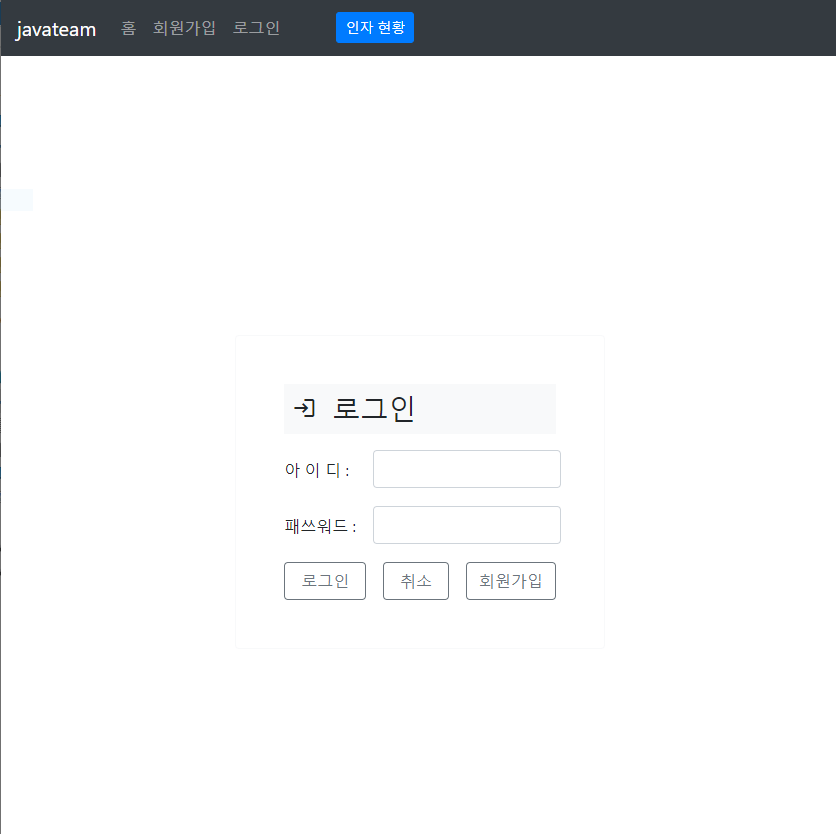 javateam 홈 회원가입 로그인 인자 현황
로그인
아 이 디 :
패쓰워드 :
로그인 취소 회원가입